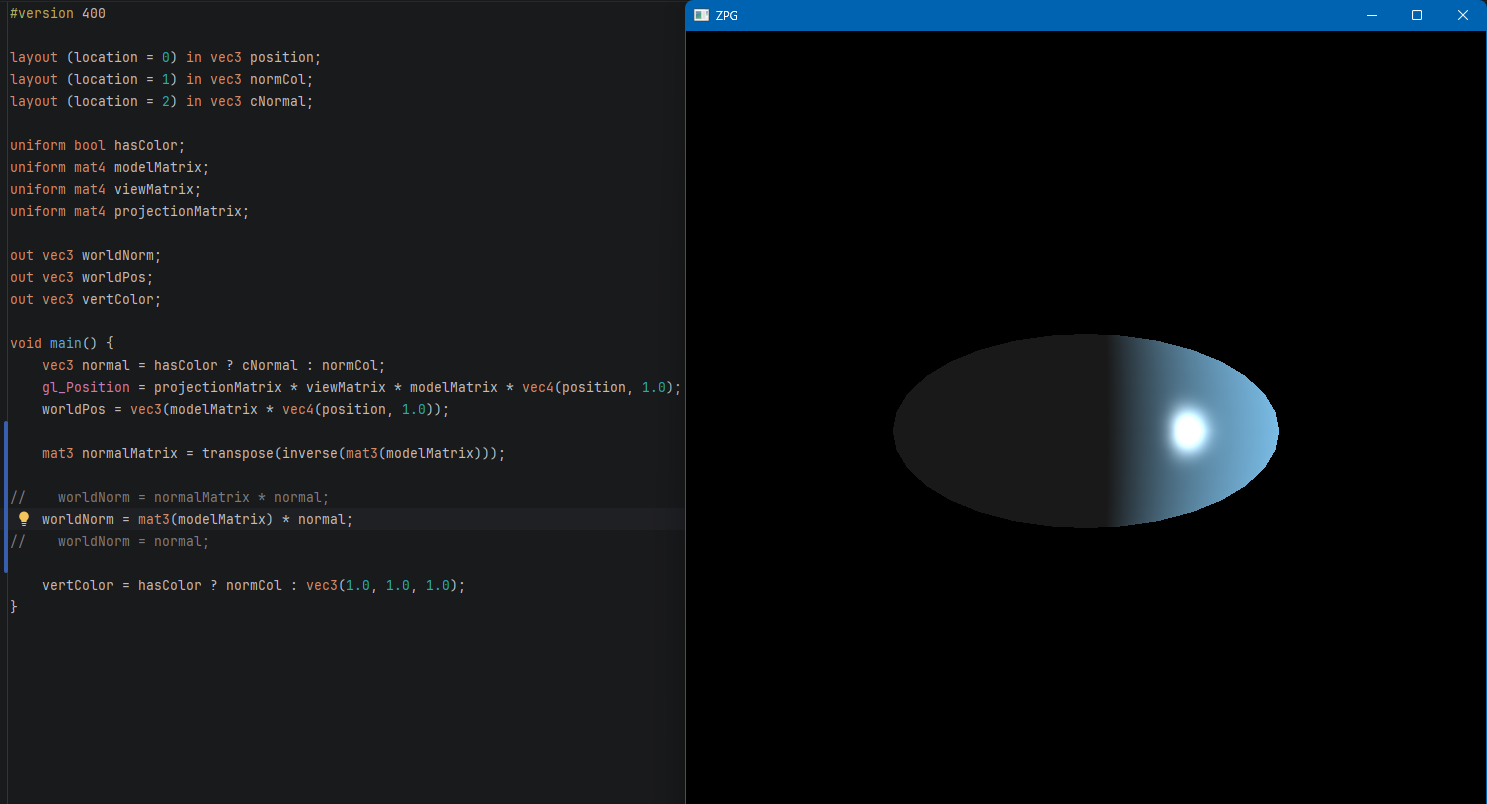 #version 400
layout (location = 0) in vec3 position;
layout (location = 1) in vec3 normCol;
layout (location = 2) in vec3 cNormal;
uniform bool hasColor;
uniform mat4 modelMatrix;
uniform mat4 viewMatrix;
uniform mat4 projectionMatrix;
out vec3 worldNorm;
out vec3 worldPos;
out vec3 vertColor;
void main() {
    vec3 normal = hasColor ? cNormal : normCol;
    gl_Position = projectionMatrix * viewMatrix * modelMatrix * vec4(position, 1.0);
    worldPos = vec3(modelMatrix * vec4(position, 1.0));
    mat3 normalMatrix = transpose(inverse(mat3(modelMatrix)));
//    worldNorm = normalMatrix * normal;
    worldNorm = mat3(modelMatrix) * normal;
//    worldNorm = normal;
    vertColor = hasColor ? normCol : vec3(1.0, 1.0, 1.0);
}
ZPG